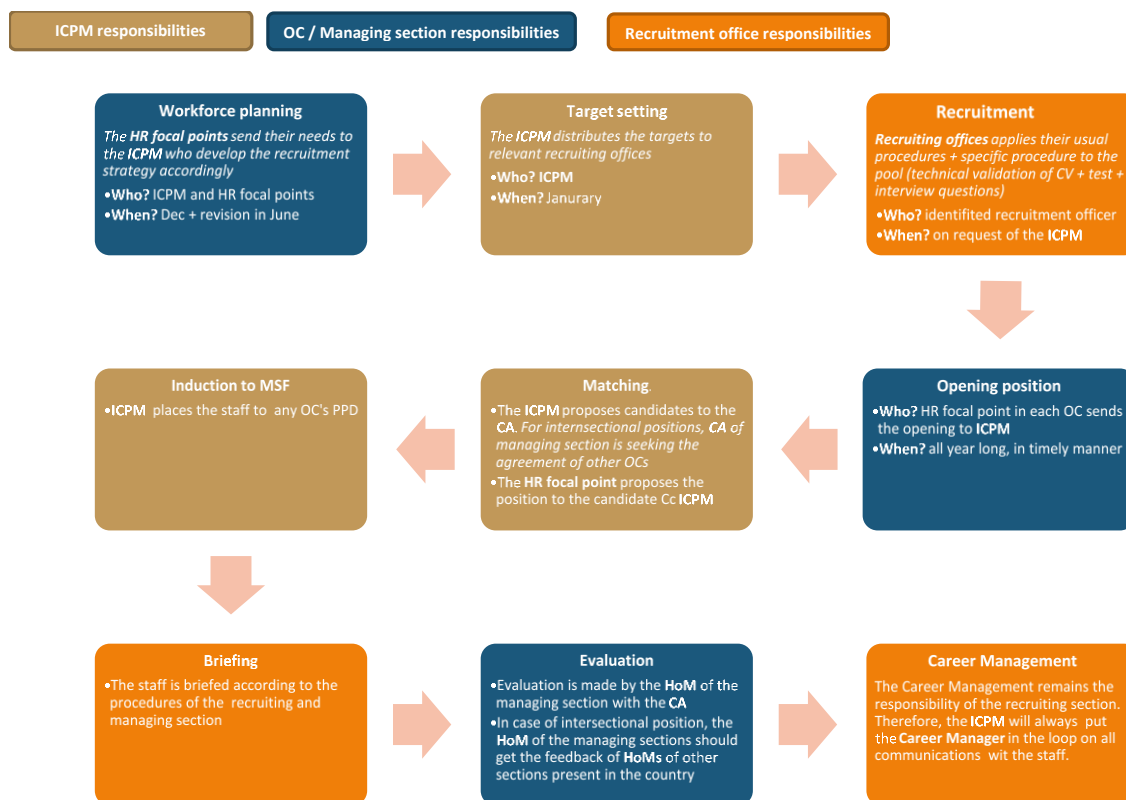 ICPM responsibilities
OC / Managing section responsibilities
Recruitment office responsibilities
Workforce planning
The HR focal points send their needs to
the ICPM who develop the recruitment
strategy accordingly
•Who? ICPM and HR focal points
•When? Dec + revision in June
Target setting
The ICPM distributes the targets to
relevant recruiting offices
•Who? ICPM
•When? Janurary
Recruitment
Recruiting offices applies their usual
procedures + specific procedure to the
pool (technical validation of CV + test +
interview questions)
•Who? identifited recruitment officer
•When? on request of the ICPM
Induction to MSF
•ICPM places the staff to any OC's PPD
Matching.
•The ICPM proposes candidates to the
CA. For internsectional positions, CA of
managing section is seeking the
agreement of other OCs
•The HR focal point proposes the
position to the candidate Cc ICPM
Opening position
•Who? HR focal point in each OC sends
the opening to ICPM
•When? all year long, in timely manner
Briefing
•The staff is briefed according to the
procedures of the recruiting and
managing section
Evaluation
•Evaluation is made by the HoM of the
managing section with the CA
•In case of intersectional position, the
HoM of the managing sections should
get the feedback of HoMs of other
sections present in the country
Career Management
The Career Management remains the
responsibility of the recruiting section.
Therefore, the ICPM will always put
the Career Manager in the loop on all
communications wit the staff.